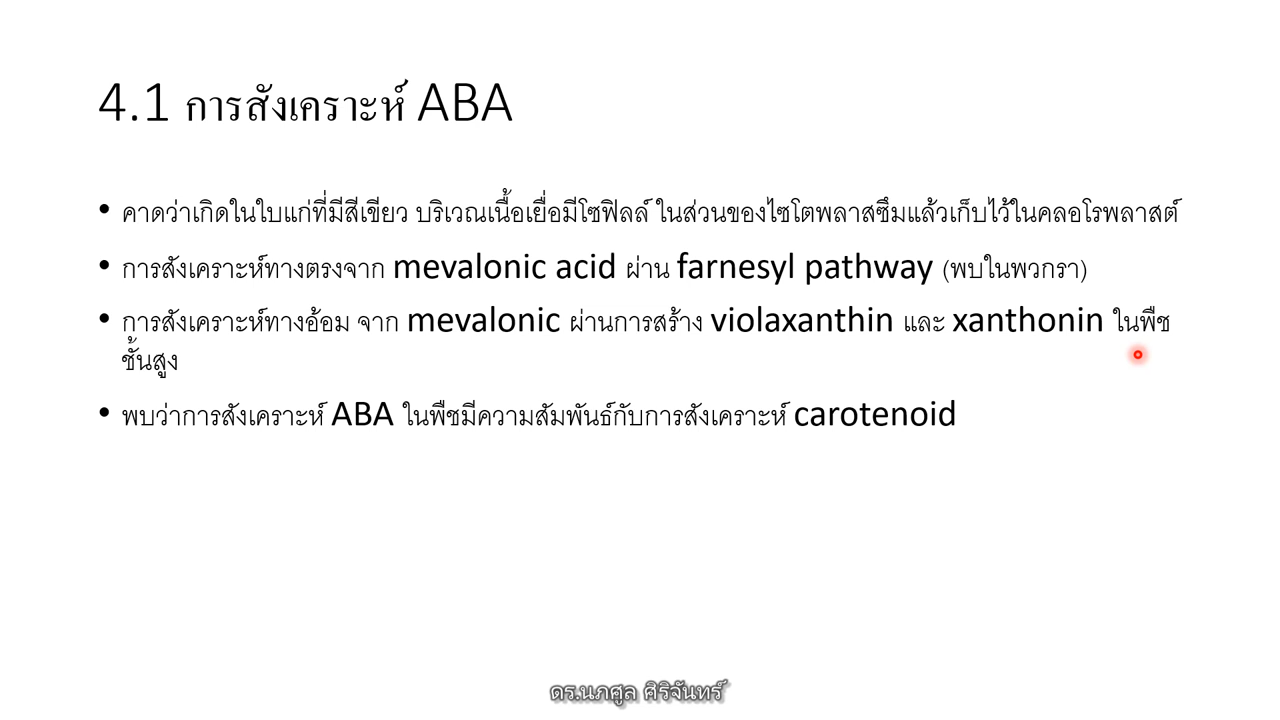 4.1 การสังเคราะห์ ABA
• คาดว่าเกิดในใบแก่ที่มีสีเขียว บริเวณเนื้อเยื่อมีโซฟิลล์ ในส่วนของไซโตพลาสซึมแล้วเก็บไว้ในคลอโรพลาสต์
• การสังเคราะห์ทางตรงจาก mevalonic acid ผ่าน farnesyl pathway (พบในพวกรา)
• การสังเคราะห์ทางอ้อม จาก mevalonic ผ่านการสร้าง violaxanthin และ xanthonin ในพืช
ชั้นสูง
• พบว่าการสังเคราะห์ ABA ในพืชมีความสัมพันธ์กับการสังเคราะห์ carotenoid
ดร.นภศูล ศิริจันทร์